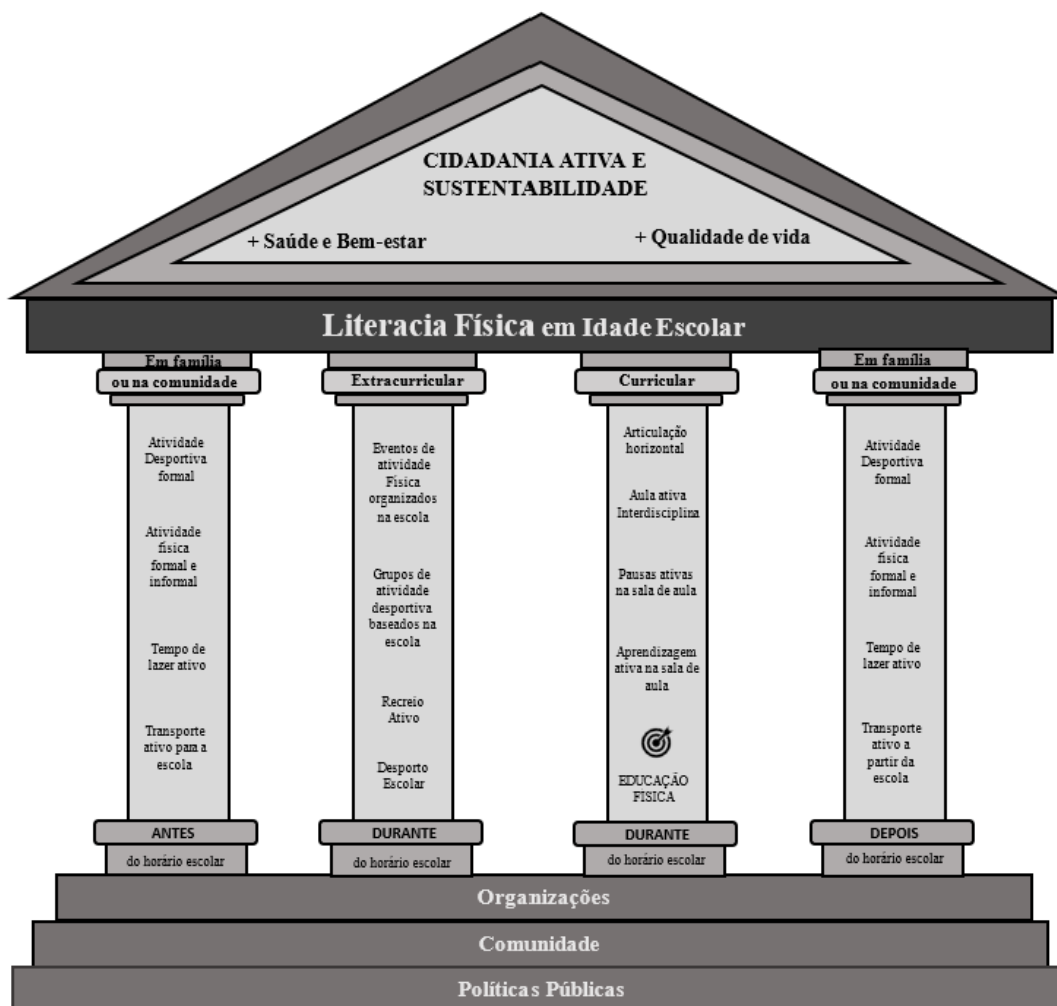 CIDADANIA ATIVA E
SUSTENTABILIDADE
+ Saúde e Bem-estar
+ Qualidade de vida
Literacia Física em Idade Escolar
Em família
ou na comunidade
Atividade
Desportiva
formal
Atividade
física
formal e
informal
Tempo de
lazer ativo
Transporte
ativo para a
escola
ANTES
do horário escolar
Extracurricular
Eventos de
atividade
Física
organizados
na escola
Grupos de
atividade
desportiva
baseados na
escola
Recreio
Ativo
Desporto
Escolar
DURANTE
do horário escolar
Curricular
Articulação
horizontal
Aula ativa
Interdisciplina
Pausas ativas
na sala de aula
Aprendizagem
ativa na sala de
aula
EDUCAÇÃO
FISICA
DURANTE
do horário escolar
Em família
ou na comunidade
Atividade
Desportiva
formal
Atividade
física
formal e
informal
Tempo de
lazer ativo
Transporte
ativo a
partir da
escola
DEPOIS
do horário escolar
Organizações
Comunidade
Políticas Públicas